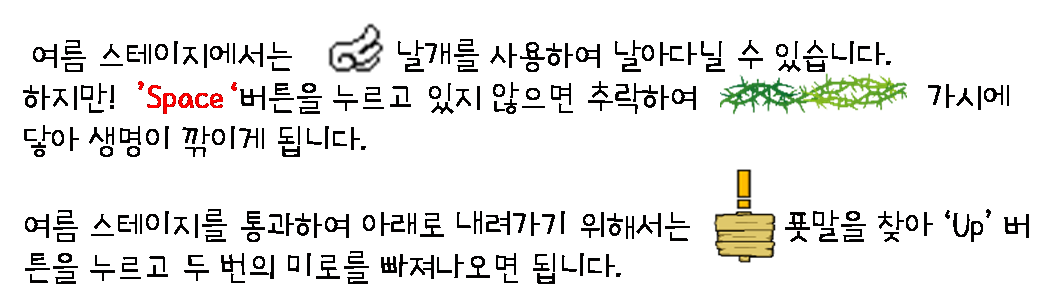 여름 스테이지에서는 날개를 사용하여 날아다닐 수 있습니다.
하지만! 'Space'버튼을 누르고 있지 않으면 추락하여 가시에
닿아 생명이 깎이게 됩니다.
여름 스테이지를 통과하여 아래로 내려가기 위해서는 푯말을 찾아 'Up' 버
튼을 누르고 두 번의 미로를 빠져나오면 됩니다.